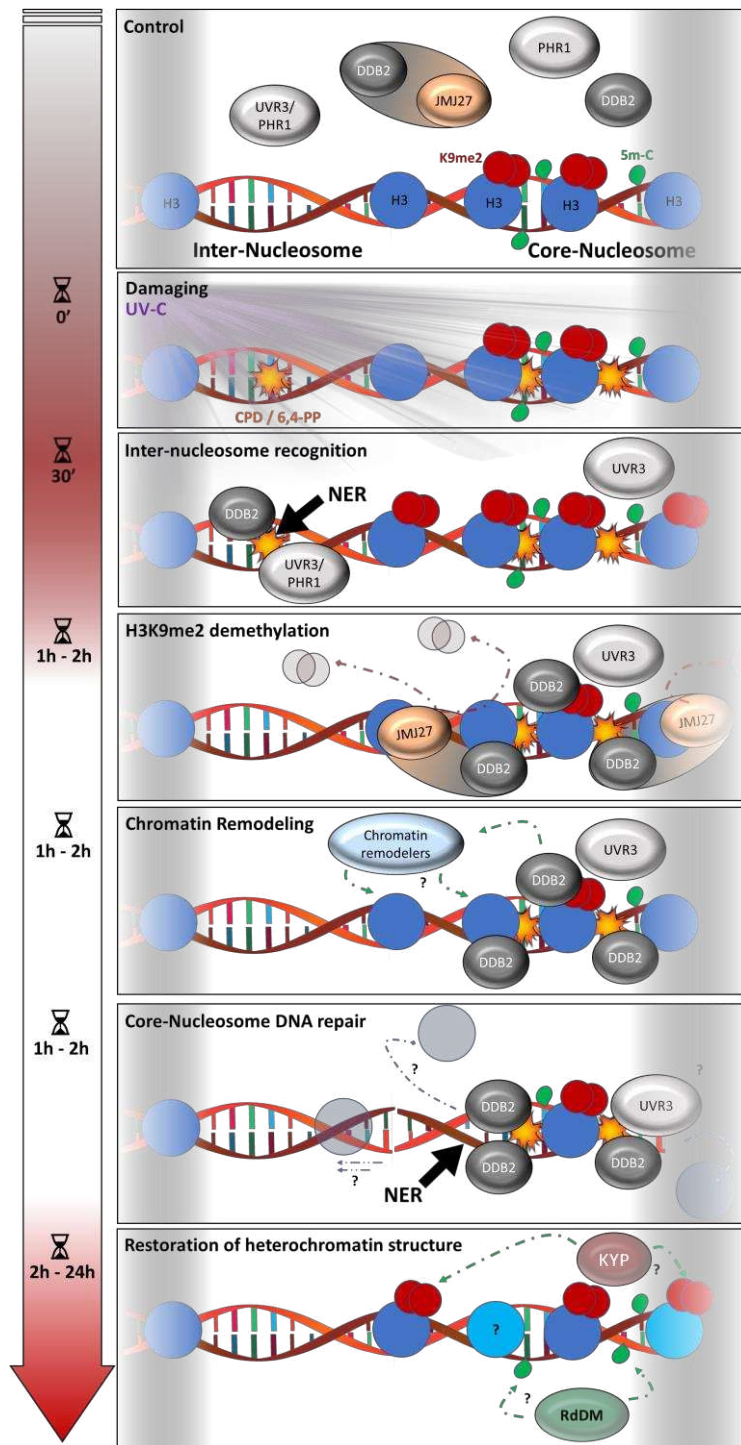 Control
PHR1
DDB2
JMJ27
UVR3/
PHR1
DDB2
K9me2
5m-C
H3
H3
H3
H3
H3
Inter-Nucleosome
Core-Nucleosome
0’
Damaging
UV-C
CPD / 6,4-PP
30’
Inter-nucleosome recognition
UVR3
NER
DDB2
UVR3/
PHR1
1h - 2h
H3K9me2 demethylation
UVR3
DDB2
JMJ27
JMJ27
DDB2
DDB2
1h - 2h
Chromatin Remodeling
Chromatin
remodelers
UVR3
?
DDB2
DDB2
DDB2
1h - 2h
Core-Nucleosome DNA repair
?
?
DDB2
UVR3
DDB2
DDB2
?
NER
2h - 24h
Restoration of heterochromatin structure
KYP
?
?
?
RdDM